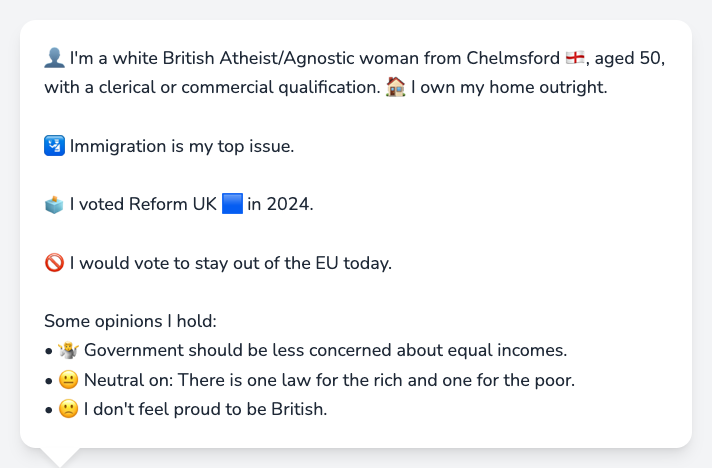 👤 I'm a white British Atheist/Agnostic woman from Chelmsford 🏴󠁧󠁢󠁥󠁮󠁧󠁿, aged 50,
with a clerical or commercial qualification. 🏠 I own my home outright.
🛂 Immigration is my top issue.
🗳️ I voted Reform UK 🟦 in 2024.
🚫 I would vote to stay out of the EU today.
Some opinions I hold:
• 🤷 Government should be less concerned about equal incomes.
• 😐 Neutral on: There is one law for the rich and one for the poor.
• 🙁 I don't feel proud to be British.